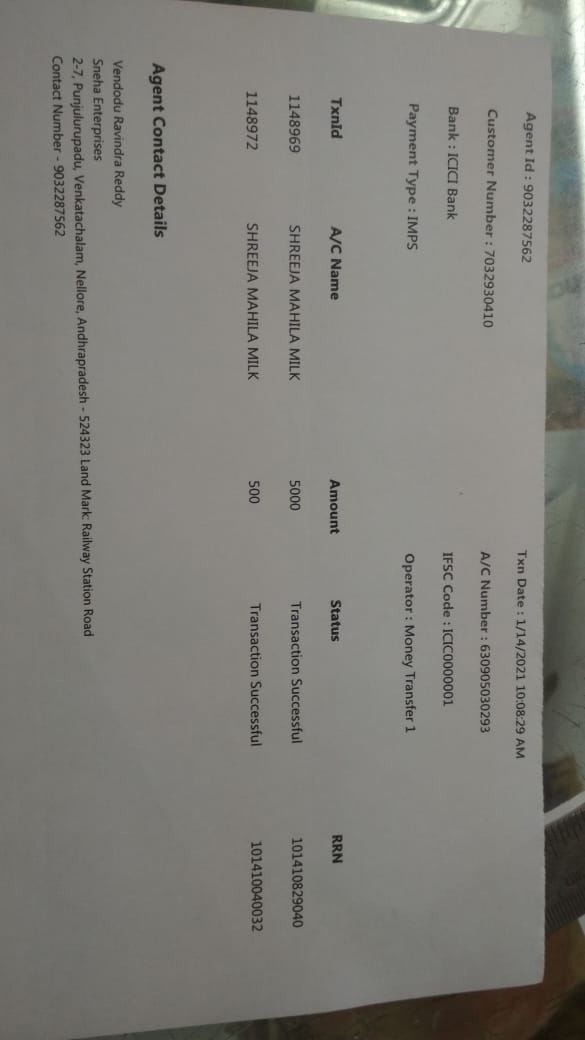 Agent Id : 9032287562 Txn Date : 1/14/2021 10:08:29 AM
Customer Number : 7032930410 A/C Number : 630905030293
Bank : ICICI Bank IFSC Code : ICIC0000001
Payment Type : IMPS Operator : Money Transfer 1
TxnId A/C Name Amount Status RRN
1148969 SHREEJA MAHILA MILK 5000 Transaction Successful 101410829040
1148972 SHREEJA MAHILA MILK 500 Transaction Successful 101410040032
Agent Contact Details
Vendodu Ravindra Reddy
Sneha Enterprises
2-7, Punjulurupadu, Venkatachalam, Nellore, Andhrapradesh - 524323 Land Mark: Railway Station Road
Contact Number - 9032287562